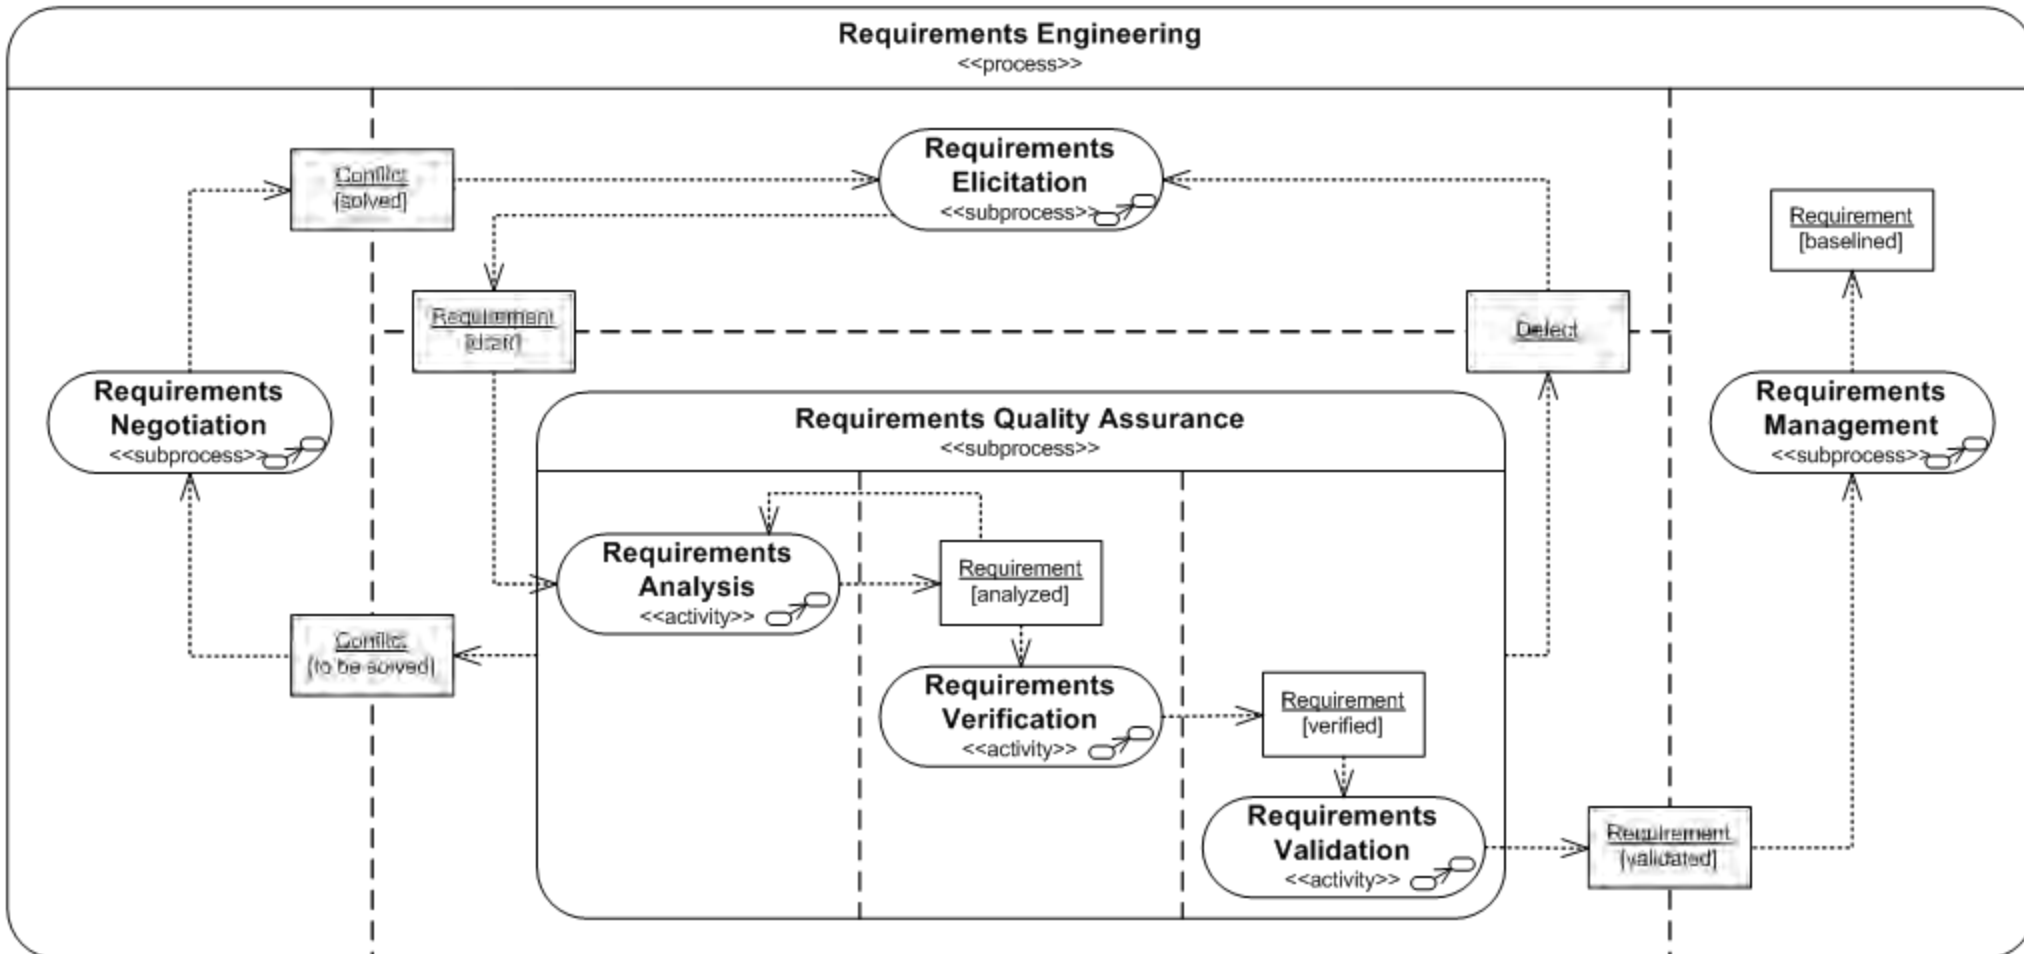 Requirements Engineering
<<process>>
Conflict
[solved]
Requirements
Elicitation
<<subprocess>>
Requirement
[baselined]
Requirement
Defect
Requirements
Negotiation
<<subprocess>>
Requirements Quality Assurance
<<subprocess>>
Requirements
Management
<<subprocess>>
Requirements
Analysis
<<activity>>
Requirement
[analyzed]
Conflict
[to be solved]
Requirements
Verification
<<activity>>
Requirement
[verified]
Requirements
Validation
<<activity>>
Requirement
[validated]